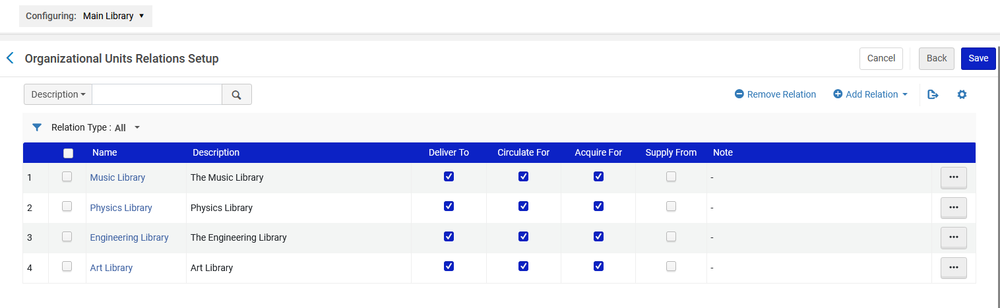 Configuring: Main Library
Organizational Units Relations Setup Cancel Back Save
Description Remove Relation Add Relation
Relation Type : All
Name Description Deliver To Circulate For Acquire For Supply From Note
1 Music Library The Music Library -
2 Physics Library Physics Library -
3 Engineering Library The Engineering Library -
4 Art Library Art Library -